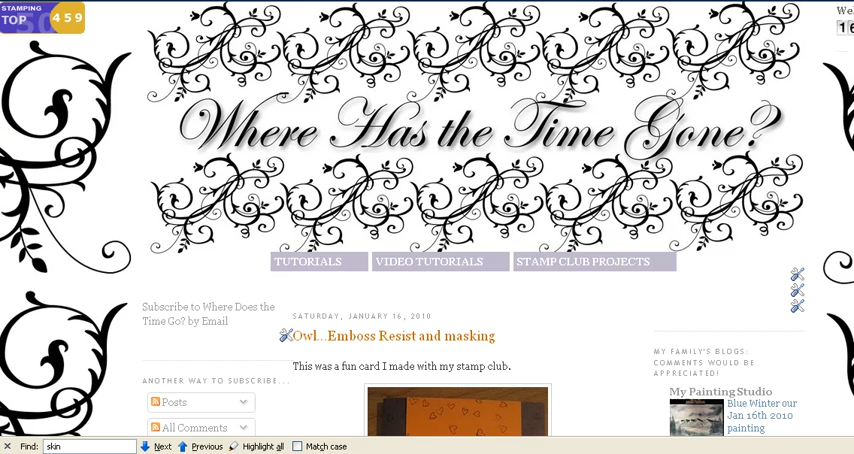 STAMPING
TOP 50
459
Wel
16
Where Has the Time Gone?
TUTORIALS
VIDEO TUTORIALS
STAMP CLUB PROJECTS
Subscribe to Where Does the
Time Go? by Email
ANOTHER WAY TO SUBSCRIBE...
Posts
All Comments
SATURDAY, JANUARY 16, 2010
Owl...Emboss Resist and masking
This was a fun card I made with my stamp club.
MY FAMILY'S BLOGS:
COMMENTS WOULD BE
APPRECIATED!
My Painting Studio
Blue Winter our
Jan 16th 2010
painting
Find: skin Next Previous Highlight all Match case